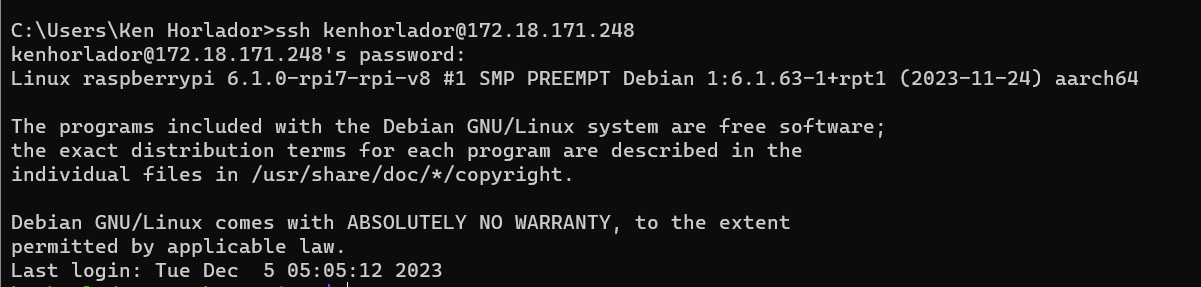 C:\Users\Ken Horlador>ssh kenhorlador@172.18.171.248
kenhorlador@172.18.171.248's password:
Linux raspberrypi 6.1.0-rpi7-rpi-v8 #1 SMP PREEMPT Debian 1:6.1.63-1+rpt1 (2023-11-24) aarch64
The programs included with the Debian GNU/Linux system are free software;
the exact distribution terms for each program are described in the
individual files in /usr/share/doc/*/copyright.
Debian GNU/Linux comes with ABSOLUTELY NO WARRANTY, to the extent
permitted by applicable law.
Last login: Tue Dec  5 05:05:12 2023